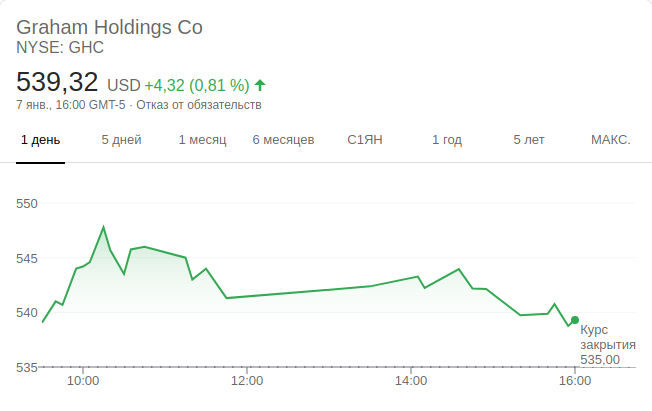 Graham Holdings Co
NYSE: GHC
539,32 USD +4,32 (0,81 %)
7 янв., 16:00 GMT-5 · Отказ от обязательств
1 день 5 дней 1 месяц 6 месяцев С1ЯН 1 год 5 лет МАКС.
550
545
540
535
Курс
закрытия
535,00
10:00 12:00 14:00 16:00